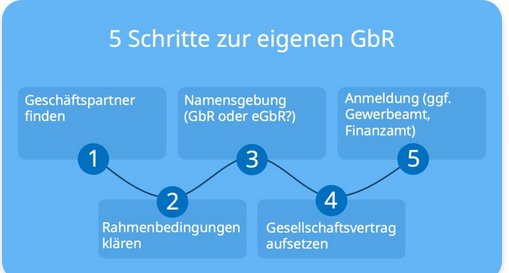 5 Schritte zur eigenen GbR
Geschäftspartner
finden
1
Rahmenbedingungen
klären
2
Namensgebung
(GbR oder eGbR?)
3
Gesellschaftsvertrag
aufsetzen
4
Anmeldung (ggf.
Gewerbeamt,
Finanzamt)
5